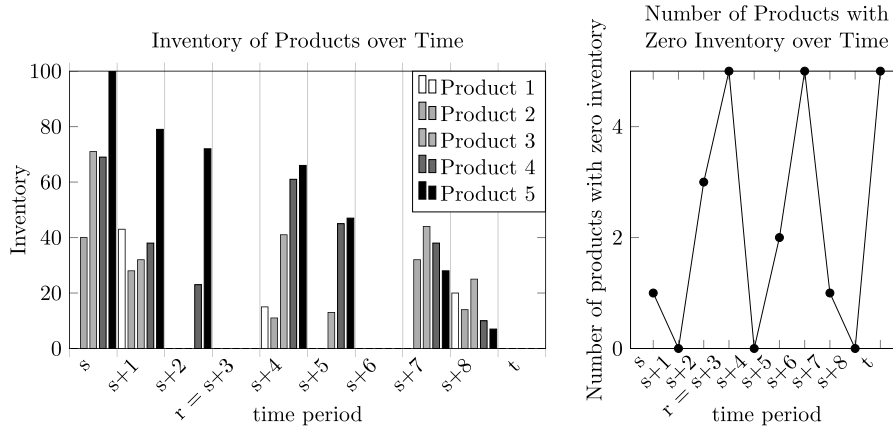 Inventory of Products over Time
100
80
60
40
20
0
Inventory
Product 1
Product 2
Product 3
Product 4
Product 5
s
s+1
s+2
r = s+3
s+4
s+5
s+6
s+7
s+8
t
time period
Number of Products with
Zero Inventory over Time
4
2
0
Number of products with zero inventory
s
s+1
s+2
r = s+3
s+4
s+5
s+6
s+7
s+8
t
time period